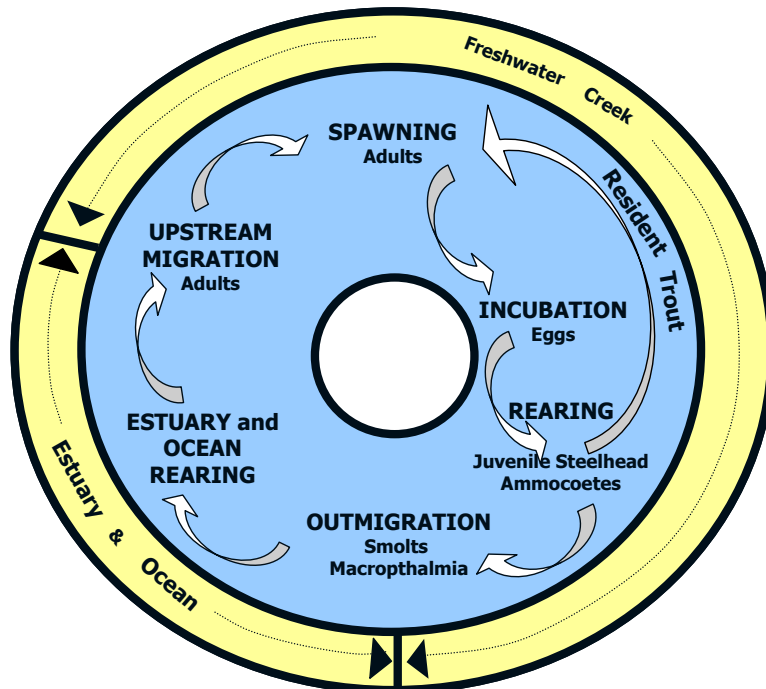 Freshwater Creek
SPAWNING
Adults
Resident Trout
UPSTREAM
MIGRATION
Adults
INCUBATION
Eggs
REARING
Juvenile Steelhead
Ammocoetes
ESTUARY and
OCEAN
REARING
OUTMIGRATION
Smolts
Macropthalmia
Estuary & Ocean